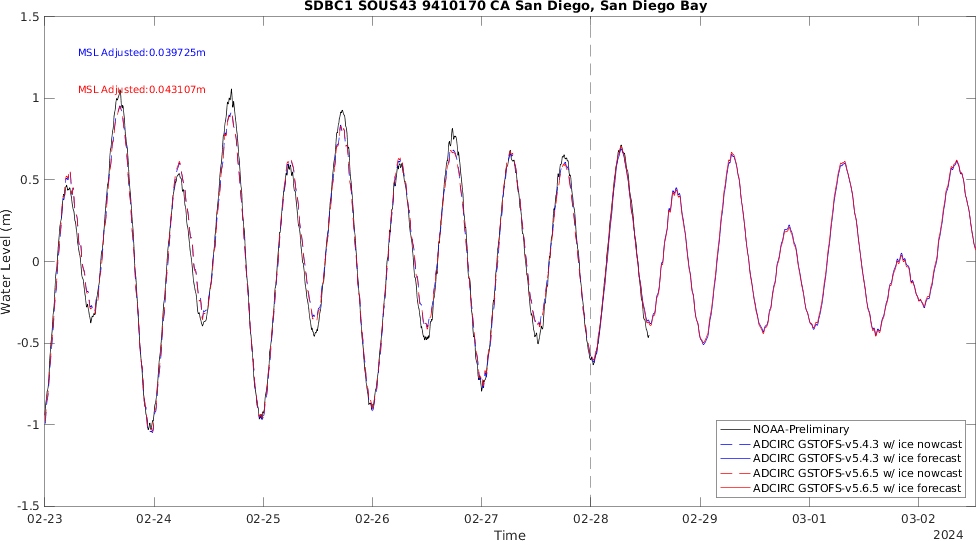 SDBC1 SOUS43 9410170 CA San Diego, San Diego Bay
MSL Adjusted:0.039725m
MSL Adjusted:0.043107m
1.5
1
0.5
0
-0.5
-1
-1.5
Water Level (m)
02-23
02-24
02-25
02-26
02-27
02-28
02-29
03-01
03-02
Time
2024
NOAA-Preliminary
ADCIRC GSTOFS-v5.4.3 w/ ice nowcast
ADCIRC GSTOFS-v5.4.3 w/ ice forecast
ADCIRC GSTOFS-v5.6.5 w/ ice nowcast
ADCIRC GSTOFS-v5.6.5 w/ ice forecast